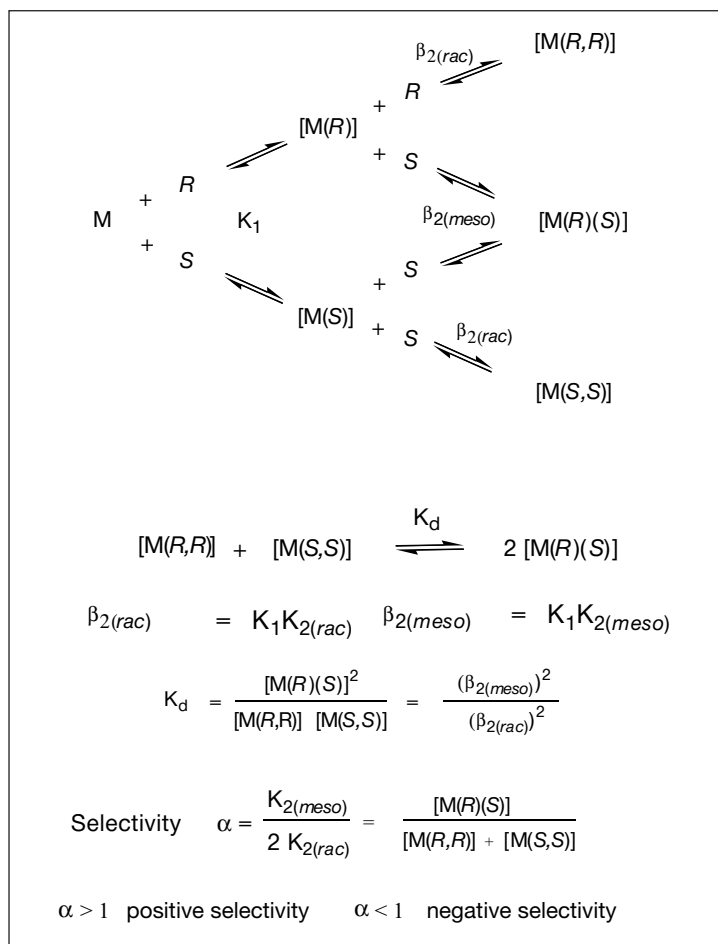 β2(rac) [M(R,R)]
+ R
[M(R)]
+ S
+ R
M K1 β2(meso) [M(R)(S)]
+ S
+ S
[M(S)]
+ S β2(rac)
[M(S,S)]
Kd
[M(R,R)] + [M(S,S)] ⇌ 2 [M(R)(S)]
β2(rac) = K1K2(rac) β2(meso) = K1K2(meso)
Kd = [M(R)(S)]² / [M(R,R)] [M(S,S)] = (β2(meso))² / (β2(rac))²
Selectivity α = K2(meso) / 2 K2(rac) = [M(R)(S)] / [M(R,R)] + [M(S,S)]
α > 1 positive selectivity α < 1 negative selectivity